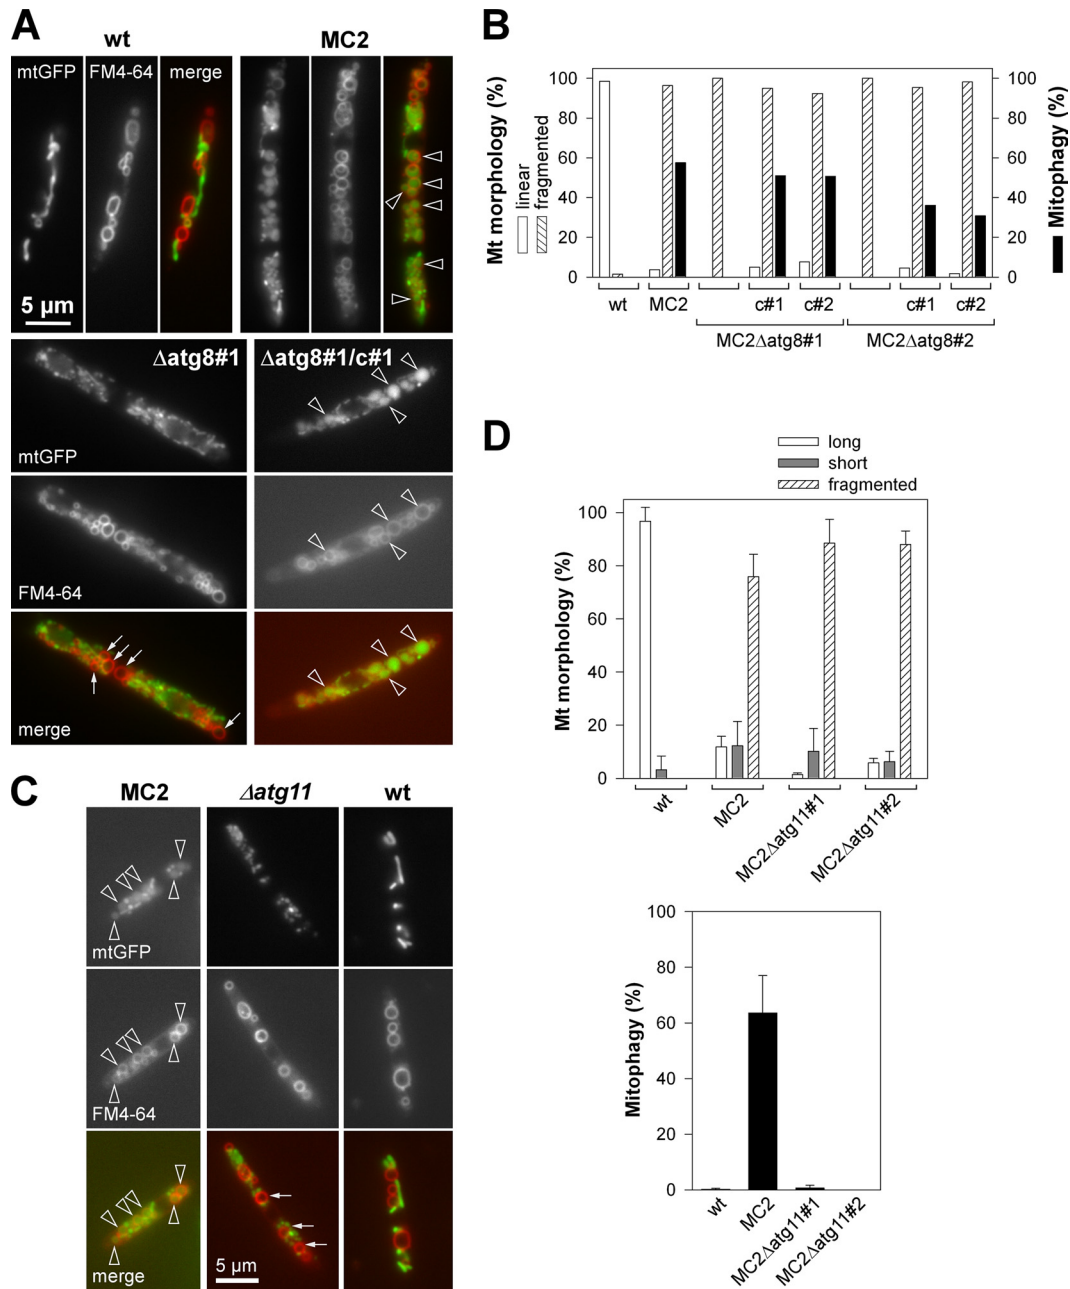 A
wt
MC2
mtGFP
FM4-64
merge
5 µm
Δatg8#1
Δatg8#1/c#1
mtGFP
FM4-64
merge
B
Mt morphology (%)
linear
fragmented
100
80
60
40
20
0
100
80
60
40
20
0
Mitophagy (%)
wt
MC2
c#1
c#2
c#1
c#2
MC2Δatg8#1
MC2Δatg8#2
C
MC2
Δatg11
wt
mtGFP
FM4-64
merge
5 µm
D
long
short
fragmented
Mt morphology (%)
100
80
60
40
20
0
wt
MC2
MC2Δatg11#1
MC2Δatg11#2
Mitophagy (%)
100
80
60
40
20
0
wt
MC2
MC2Δatg11#1
MC2Δatg11#2